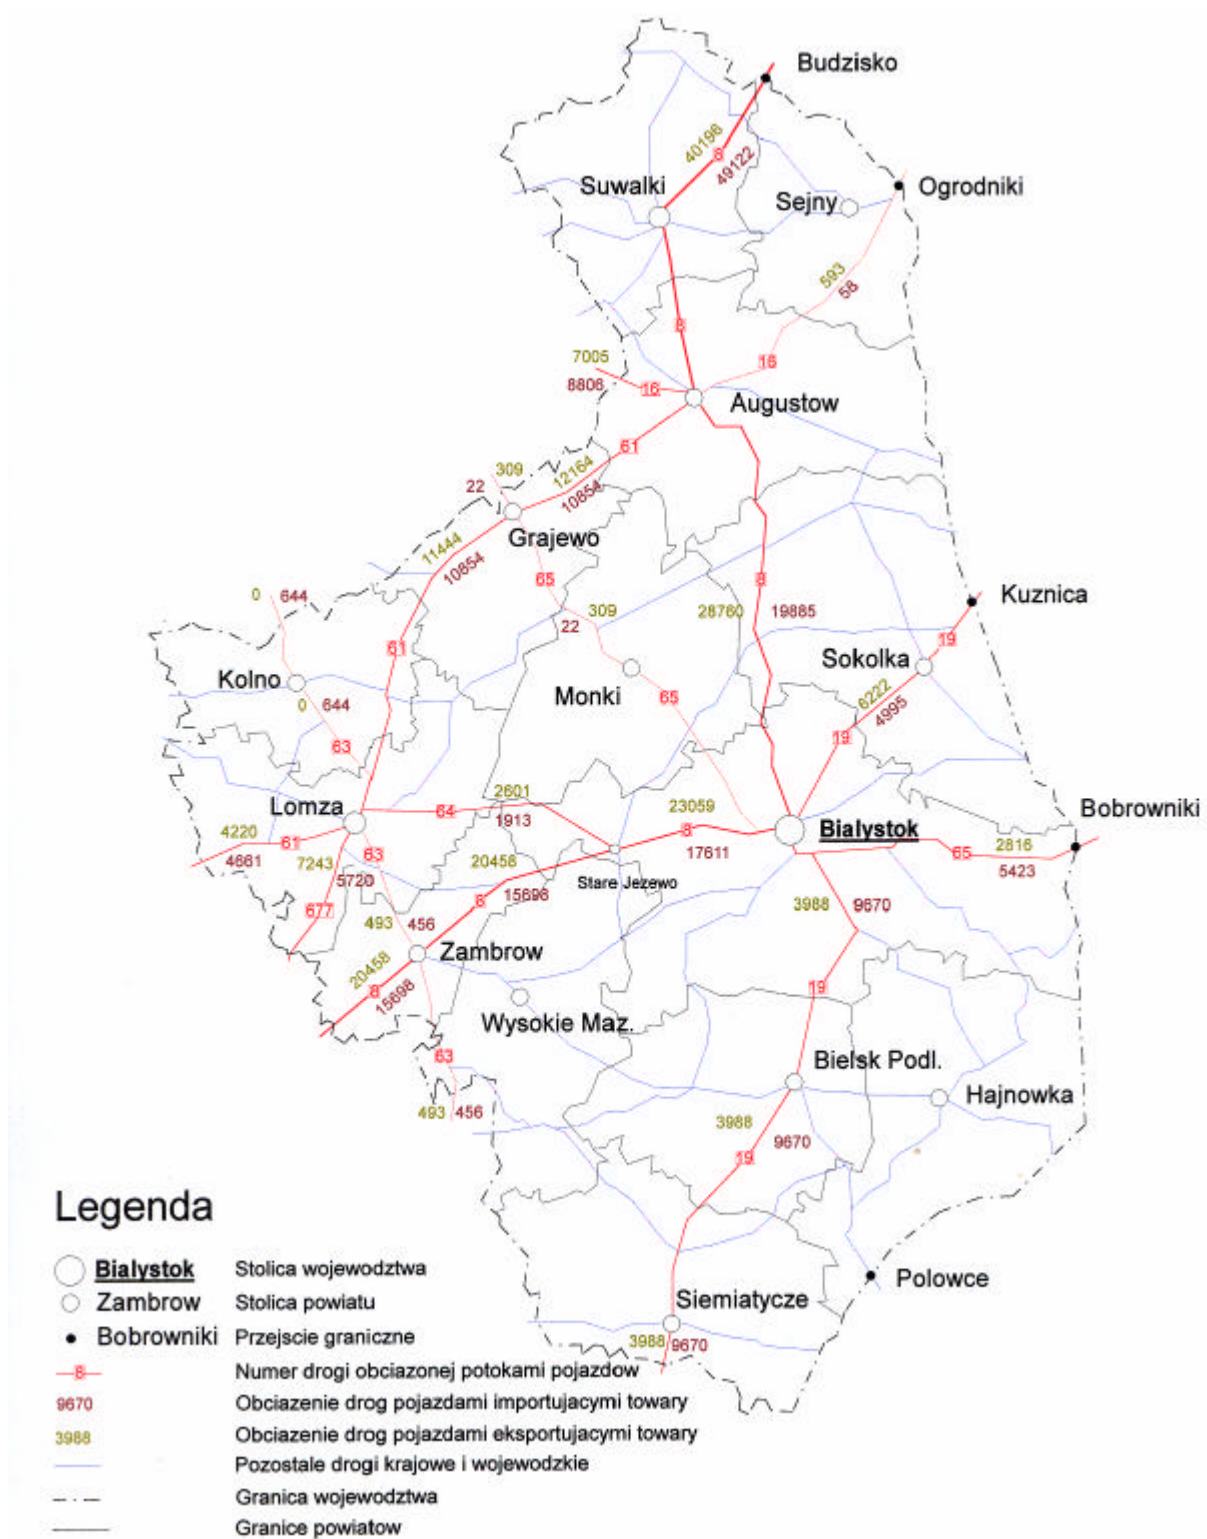 Budzisko
40196
8
49122
Suwalki
Sejny
Ogrodniki
593
58
8
7005
16
8806
16
Augustow
61
309
12164
22
10854
Grajewo
11444
10854
65
8
0
644
309
22
28760
19885
Kuznica
61
19
Kolno
Sokolka
0
644
Monki
65
6222
4995
63
19
Lomza
64
2601
1913
23059
8
17611
Bialystok
Bobrowniki
4220
61
4661
63
7243
5720
20458
15698
8
Stare Jezewo
65
2816
5423
677
493
456
3988
9670
Zambrow
20458
8
15698
19
Wysokie Maz.
63
Bielsk Podl.
Hajnowka
493
456
3988
9670
19
Polowce
Siemiatycze
3988
9670
Legenda
Bialystok Stolica wojewodztwa
Zambrow Stolica powiatu
Bobrowniki Przejscie graniczne
8 Numer drogi obciazonej potokami pojazdow
9670 Obciazenie drog pojazdami importujacymi towary
3988 Obciazenie drog pojazdami eksportujacymi towary
Pozostale drogi krajowe i wojewodzkie
Granica wojewodztwa
Granice powiatow